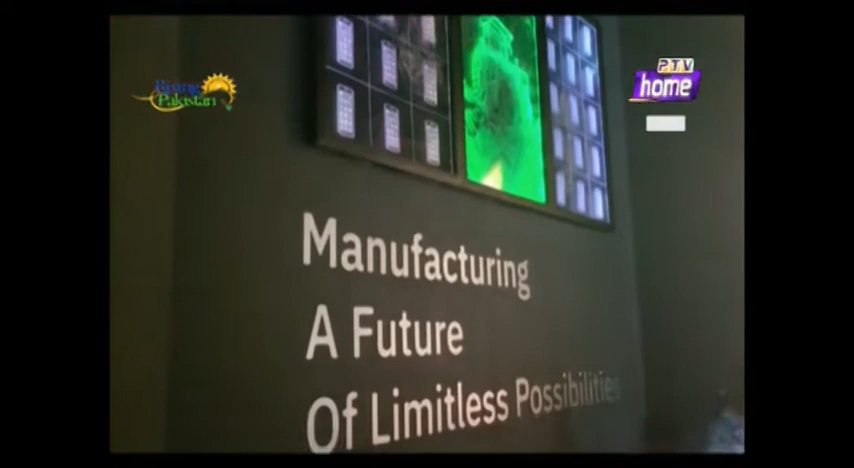 Rising
Pakistan
PTV
home
Manufacturing
A Future
Of Limitless Possibilities